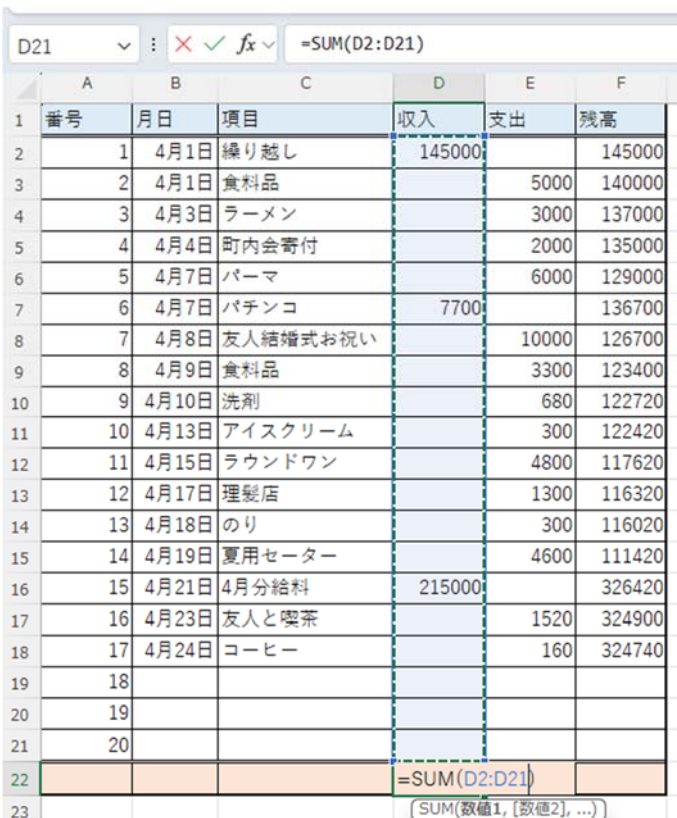 D21 fx =SUM(D2:D21)
A B C D E F
1 番号 月日 項目 収入 支出 残高
2 1 4月1日 繰り越し 145000 145000
3 2 4月1日 食料品 5000 140000
4 3 4月3日 ラーメン 3000 137000
5 4 4月4日 町内会寄付 2000 135000
6 5 4月7日 パーマ 6000 129000
7 6 4月7日 パチンコ 7700 136700
8 7 4月8日 友人結婚式お祝い 10000 126700
9 8 4月9日 食料品 3300 123400
10 9 4月10日 洗剤 680 122720
11 10 4月13日 アイスクリーム 300 122420
12 11 4月15日 ラウンドワン 4800 117620
13 12 4月17日 理髪店 1300 116320
14 13 4月18日 のり 300 116020
15 14 4月19日 夏用セーター 4600 111420
16 15 4月21日 4月分給料 215000 326420
17 16 4月23日 友人と喫茶 1520 324900
18 17 4月24日 コーヒー 160 324740
19 18
20 19
21 20
22 =SUM(D2:D21)
23 SUM(数値1, [数値2], ...)